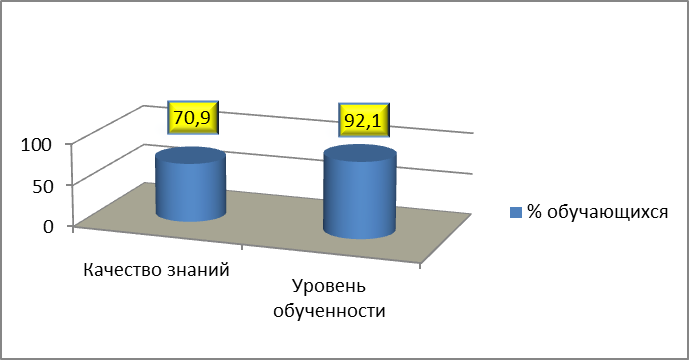 70,9
92,1
100
50
0
% обучающихся
Качество знаний
Уровень
обученности